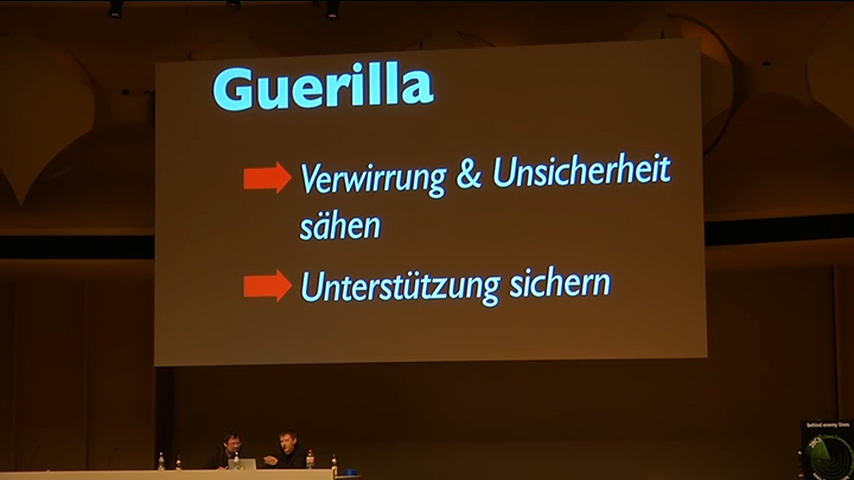 Guerilla
Verwirrung & Unsicherheit
sähen
Unterstützung sichern
behind enemy lines